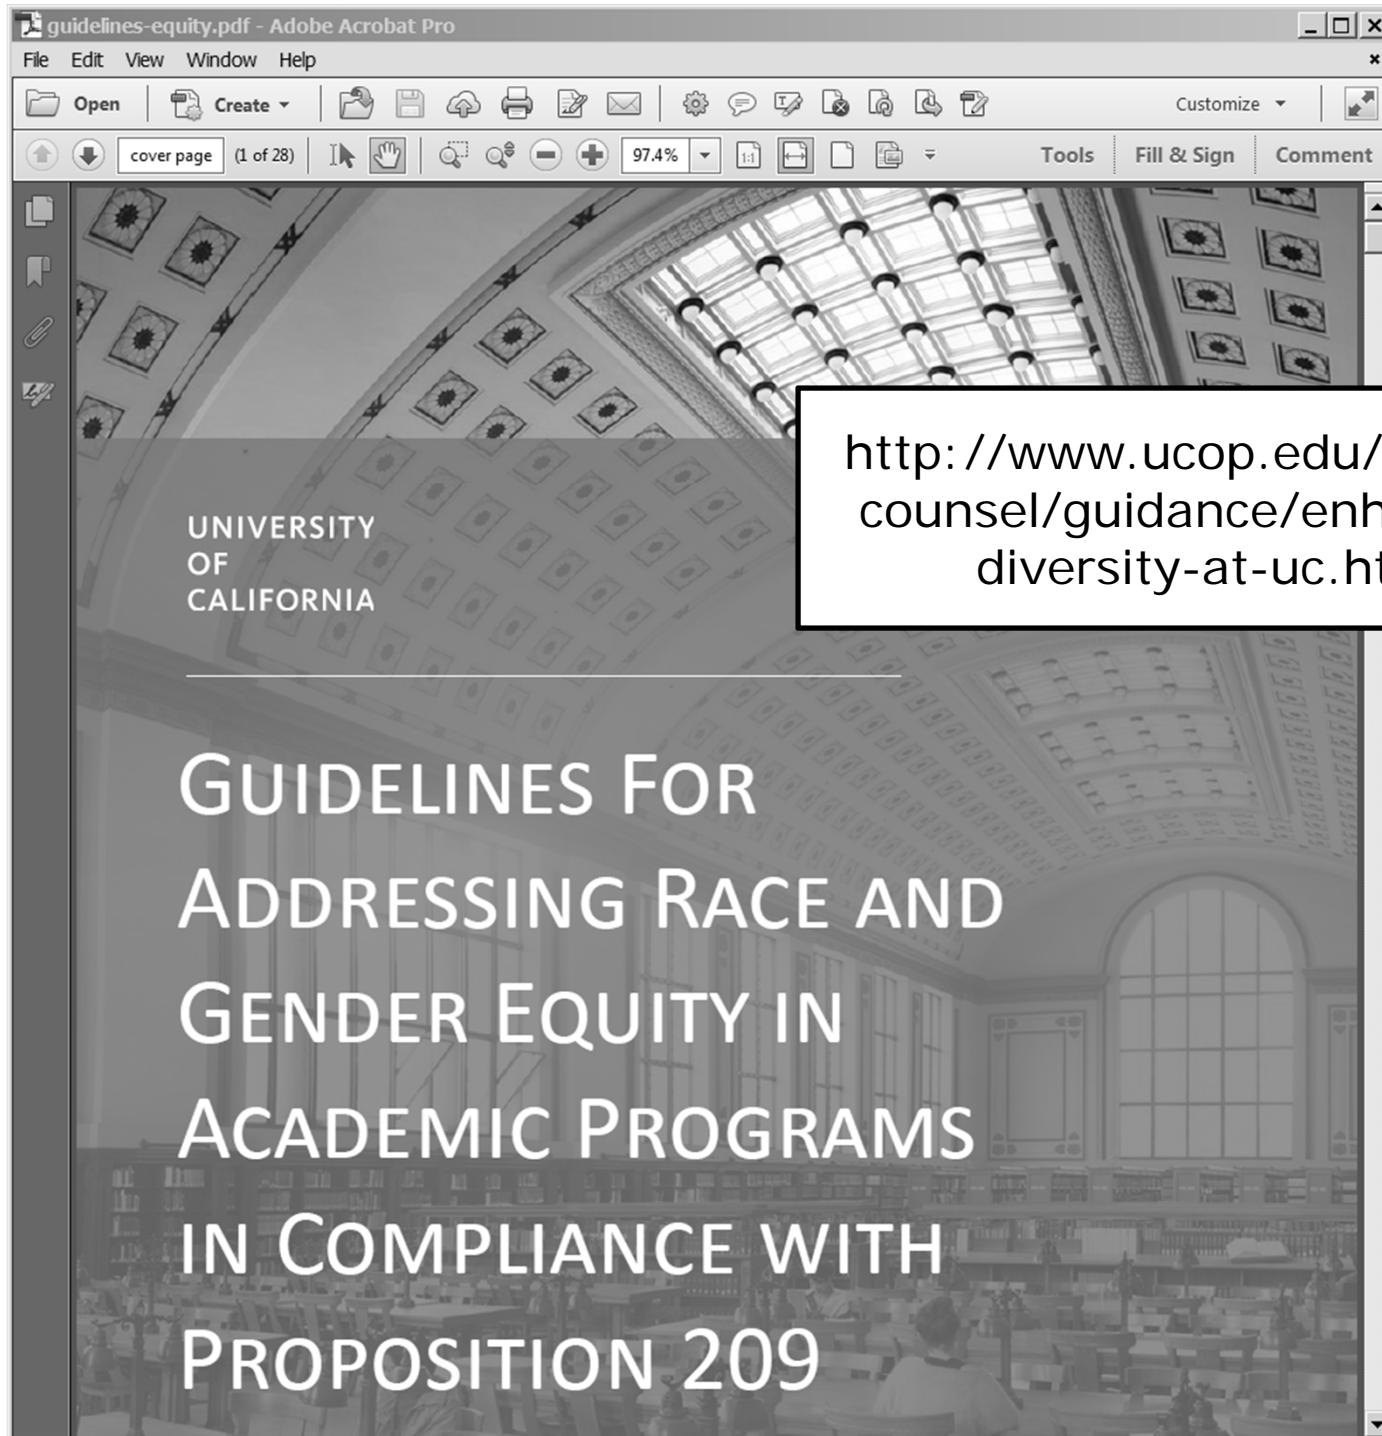 guidelines-equity.pdf - Adobe Acrobat Pro
File Edit View Window Help
Open Create Customize
cover page (1 of 28) 97.4% 1:1 Tools Fill & Sign Comment
http://www.ucop.edu/
counsel/guidance/enh
diversity-at-uc.ht
UNIVERSITY
OF
CALIFORNIA
GUIDELINES FOR
ADDRESSING RACE AND
GENDER EQUITY IN
ACADEMIC PROGRAMS
IN COMPLIANCE WITH
PROPOSITION 209